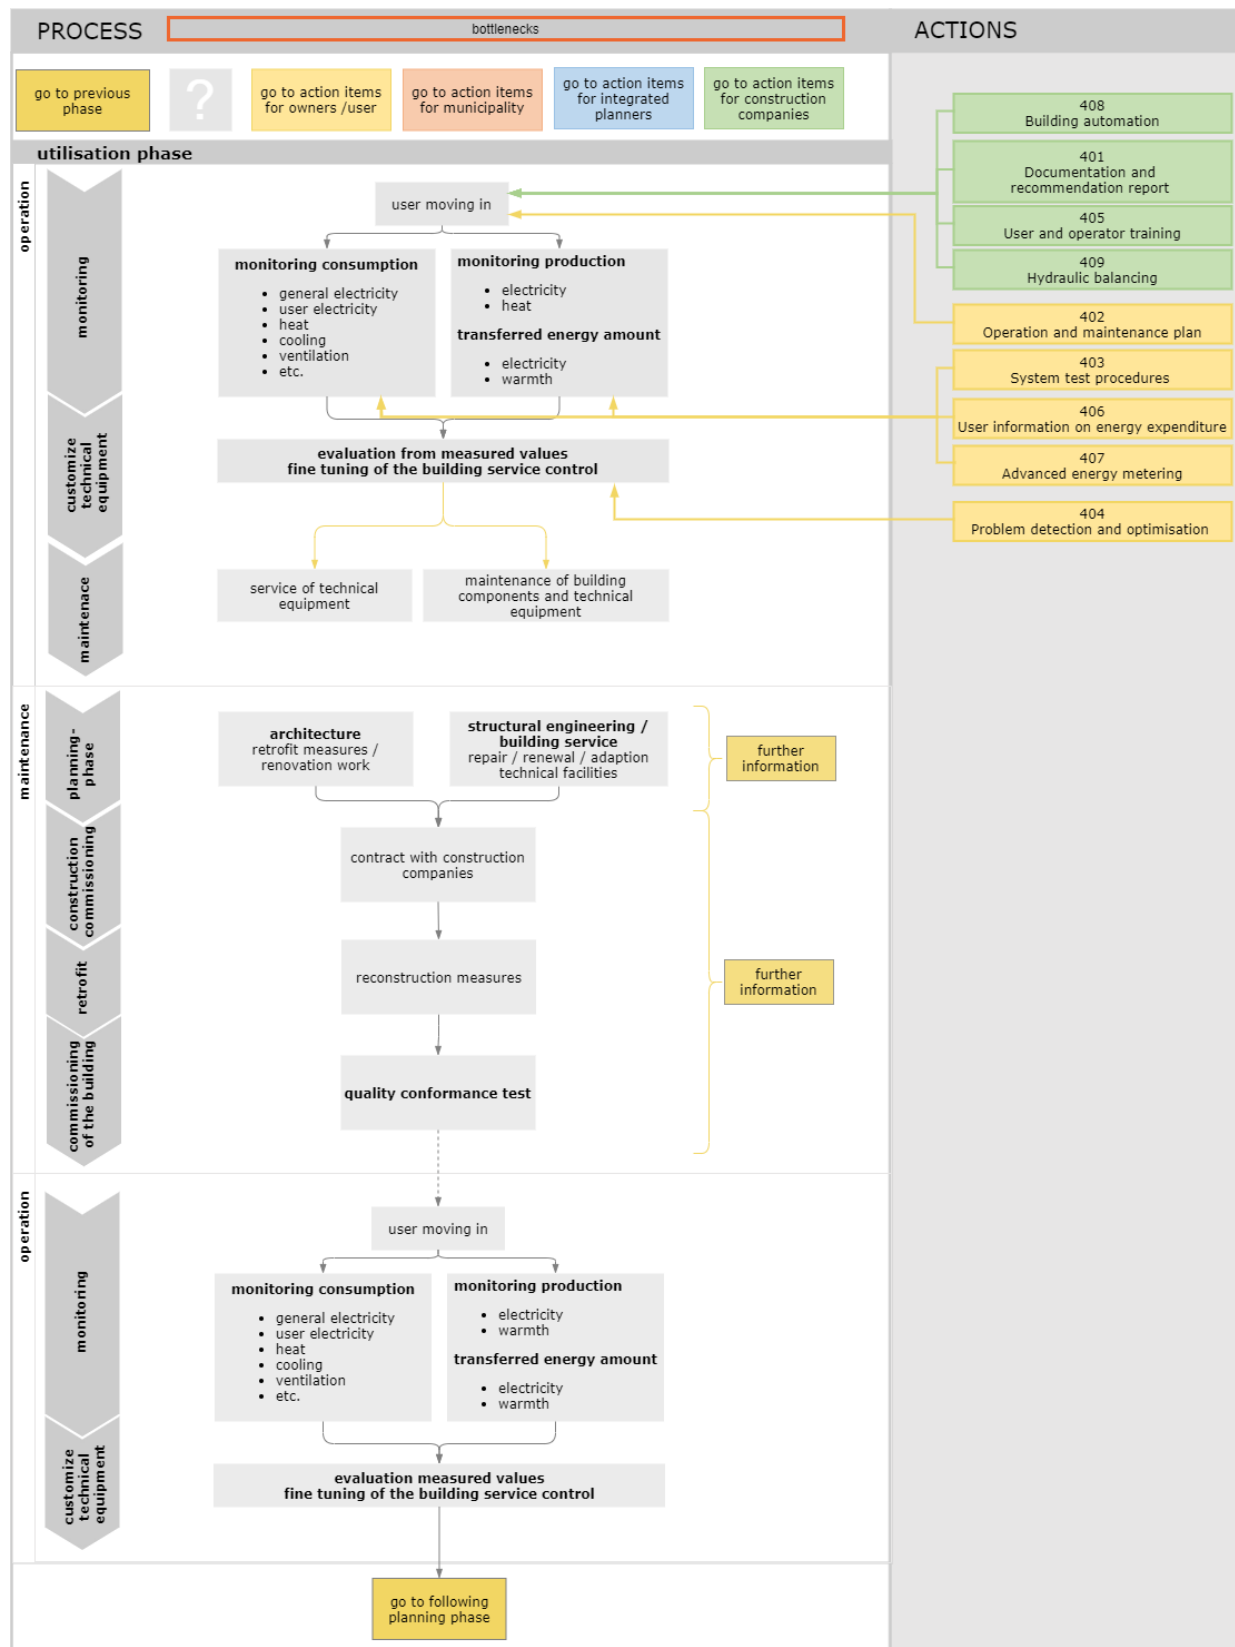 PROCESS
bottlenecks
ACTIONS
go to previous
phase
?
go to action items
for owners /user
go to action items
for municipality
go to action items
for integrated
planners
go to action items
for construction
companies
408
Building automation
401
Documentation and
recommendation report
405
User and operator training
409
Hydraulic balancing
402
Operation and maintenance plan
403
System test procedures
406
User information on energy expenditure
407
Advanced energy metering
404
Problem detection and optimisation
utilisation phase
operation
monitoring
user moving in
monitoring consumption
• general electricity
• user electricity
• heat
• cooling
• ventilation
• etc.
monitoring production
• electricity
• heat
transferred energy amount
• electricity
• warmth
customize
technical
equipment
evaluation from measured values
fine tuning of the building service control
maintenace
service of technical
equipment
maintenance of building
components and technical
equipment
maintenance
planning-
phase
architecture
retrofit measures /
renovation work
structural engineering /
building service
repair / renewal / adaption
technical facilities
further
information
construction
commissioning
contract with construction
companies
retrofit
reconstruction measures
further
information
commissioning
of the building
quality conformance test
operation
monitoring
user moving in
monitoring consumption
• general electricity
• user electricity
• heat
• cooling
• ventilation
• etc.
monitoring production
• electricity
• warmth
transferred energy amount
• electricity
• warmth
customize
technical
equipment
evaluation measured values
fine tuning of the building service control
go to following
planning phase